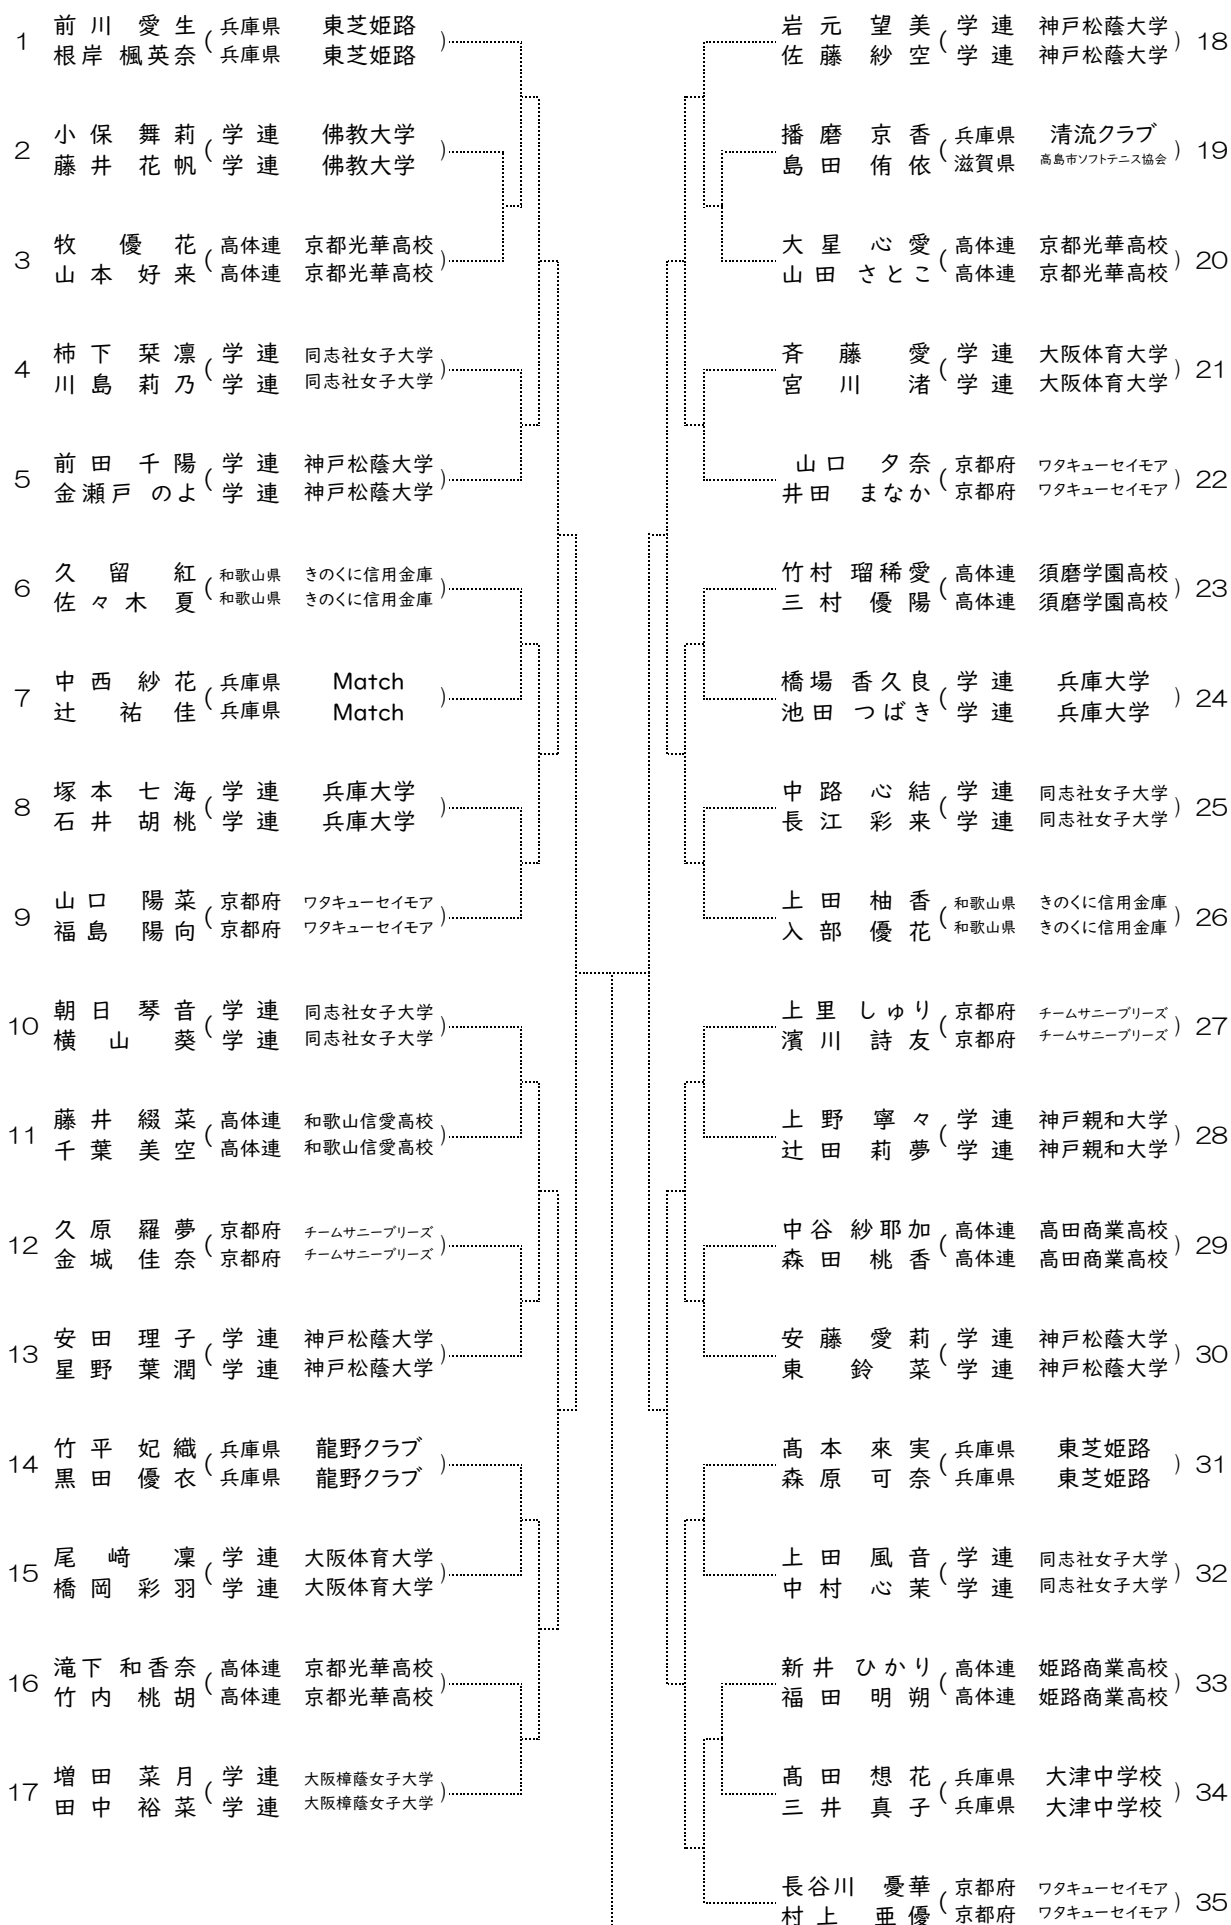 1 前川 愛生 ( 兵庫県 東芝姫路 )
根岸 楓英奈 ( 兵庫県 東芝姫路 )
2 小保 舞莉 ( 学連 佛教大学 )
藤井 花帆 ( 学連 佛教大学 )
3 牧 優花 ( 高体連 京都光華高校 )
山本 好来 ( 高体連 京都光華高校 )
4 柿下 栞凛 ( 学連 同志社女子大学 )
川島 莉乃 ( 学連 同志社女子大学 )
5 前田 千陽 ( 学連 神戸松蔭大学 )
金瀬戸 のよ ( 学連 神戸松蔭大学 )
6 久留 紅 ( 和歌山県 きのくに信用金庫 )
佐々木 夏 ( 和歌山県 きのくに信用金庫 )
7 中西 紗花 ( 兵庫県 Match )
辻 祐佳 ( 兵庫県 Match )
8 塚本 七海 ( 学連 兵庫大学 )
石井 胡桃 ( 学連 兵庫大学 )
9 山口 陽菜 ( 京都府 ワタキューセイモア )
福島 陽向 ( 京都府 ワタキューセイモア )
10 朝日 琴音 ( 学連 同志社女子大学 )
横山 葵 ( 学連 同志社女子大学 )
11 藤井 綴菜 ( 高体連 和歌山信愛高校 )
千葉 美空 ( 高体連 和歌山信愛高校 )
12 久原 羅夢 ( 京都府 チームサニーブリーズ )
金城 佳奈 ( 京都府 チームサニーブリーズ )
13 安田 理子 ( 学連 神戸松蔭大学 )
星野 葉潤 ( 学連 神戸松蔭大学 )
14 竹平 妃織 ( 兵庫県 龍野クラブ )
黒田 優衣 ( 兵庫県 龍野クラブ )
15 尾﨑 凜 ( 学連 大阪体育大学 )
橋岡 彩羽 ( 学連 大阪体育大学 )
16 滝下 和香奈 ( 高体連 京都光華高校 )
竹内 桃胡 ( 高体連 京都光華高校 )
17 増田 菜月 ( 学連 大阪樟蔭女子大学 )
田中 裕菜 ( 学連 大阪樟蔭女子大学 )
岩元 望美 ( 学連 神戸松蔭大学 ) 18
佐藤 紗空 ( 学連 神戸松蔭大学 )
播磨 京香 ( 兵庫県 清流クラブ ) 19
島田 侑依 ( 滋賀県 高島市ソフトテニス協会 )
大星 心愛 ( 高体連 京都光華高校 ) 20
山田 さとこ ( 高体連 京都光華高校 )
斉藤 愛 ( 学連 大阪体育大学 ) 21
宮川 渚 ( 学連 大阪体育大学 )
山口 夕奈 ( 京都府 ワタキューセイモア ) 22
井田 まなか ( 京都府 ワタキューセイモア )
竹村 瑠稀愛 ( 高体連 須磨学園高校 ) 23
三村 優陽 ( 高体連 須磨学園高校 )
橋場 香久良 ( 学連 兵庫大学 ) 24
池田 つばき ( 学連 兵庫大学 )
中路 心結 ( 学連 同志社女子大学 ) 25
長江 彩来 ( 学連 同志社女子大学 )
上田 柚香 ( 和歌山県 きのくに信用金庫 ) 26
入部 優花 ( 和歌山県 きのくに信用金庫 )
上里 しゅり ( 京都府 チームサニーブリーズ ) 27
濱川 詩友 ( 京都府 チームサニーブリーズ )
上野 寧々 ( 学連 神戸親和大学 ) 28
辻田 莉夢 ( 学連 神戸親和大学 )
中谷 紗耶加 ( 高体連 高田商業高校 ) 29
森田 桃香 ( 高体連 高田商業高校 )
安藤 愛莉 ( 学連 神戸松蔭大学 ) 30
東 鈴菜 ( 学連 神戸松蔭大学 )
髙本 來実 ( 兵庫県 東芝姫路 ) 31
森原 可奈 ( 兵庫県 東芝姫路 )
上田 風音 ( 学連 同志社女子大学 ) 32
中村 心茉 ( 学連 同志社女子大学 )
新井 ひかり ( 高体連 姫路商業高校 ) 33
福田 明朔 ( 高体連 姫路商業高校 )
髙田 想花 ( 兵庫県 大津中学校 ) 34
三井 真子 ( 兵庫県 大津中学校 )
長谷川 憂華 ( 京都府 ワタキューセイモア ) 35
村上 亜優 ( 京都府 ワタキューセイモア )